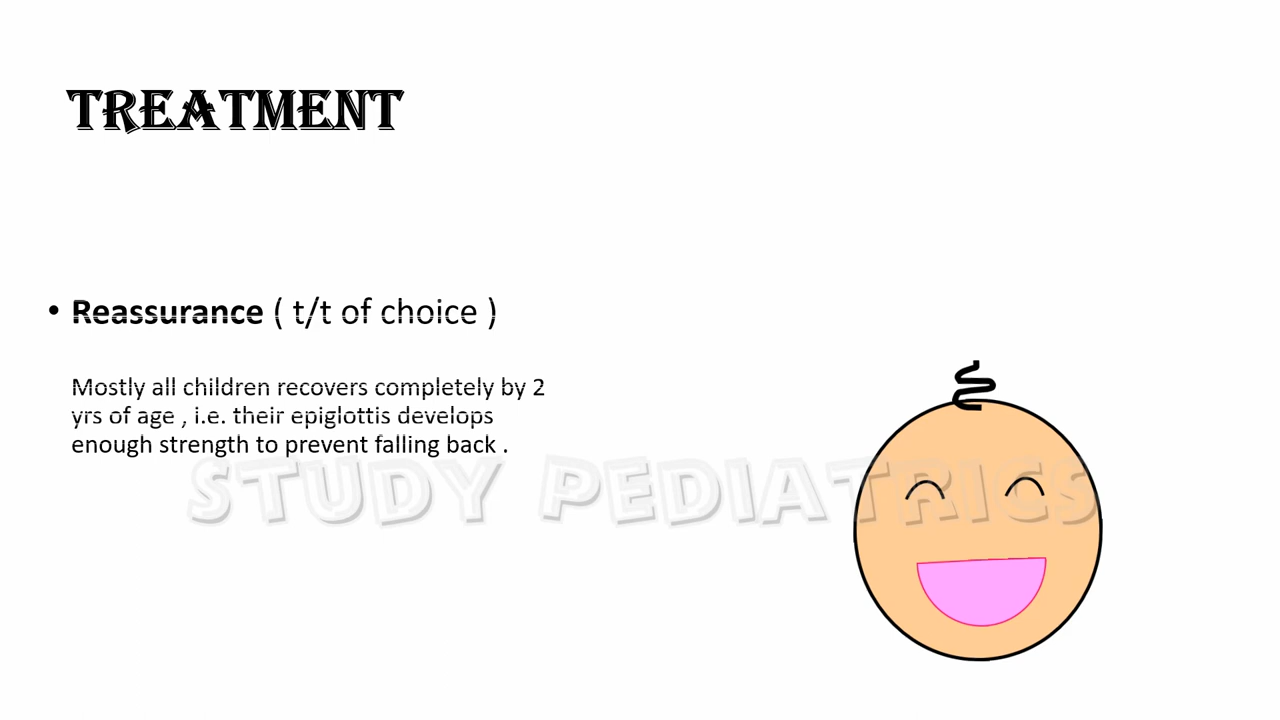 TREATMENT
• Reassurance ( t/t of choice )
Mostly all children recovers completely by 2
yrs of age , i.e. their epiglottis develops
enough strength to prevent falling back .
STUDY PEDIATRICS